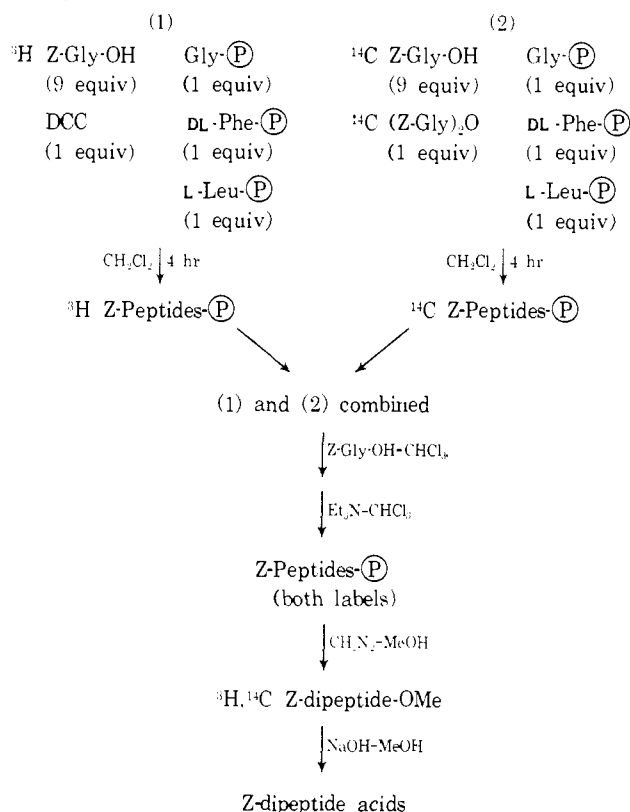 (1) (2)
³H Z-Gly-OH Gly-Ⓟ ¹⁴C Z-Gly-OH Gly-Ⓟ
(9 equiv) (1 equiv) (9 equiv) (1 equiv)
DCC DL-Phe-Ⓟ ¹⁴C (Z-Gly)₂O DL-Phe-Ⓟ
(1 equiv) (1 equiv) (1 equiv) (1 equiv)
L-Leu-Ⓟ L-Leu-Ⓟ
(1 equiv) (1 equiv)
CH₂Cl₂ 4 hr CH₂Cl₂ 4 hr
³H Z-Peptides-Ⓟ ¹⁴C Z-Peptides-Ⓟ
(1) and (2) combined
Z-Gly-OH-CHCl₃
Et₃N-CHCl₃
Z-Peptides-Ⓟ
(both labels)
CH₂N₂-MeOH
³H,¹⁴C Z-dipeptide-OMe
NaOH-MeOH
Z-dipeptide acids